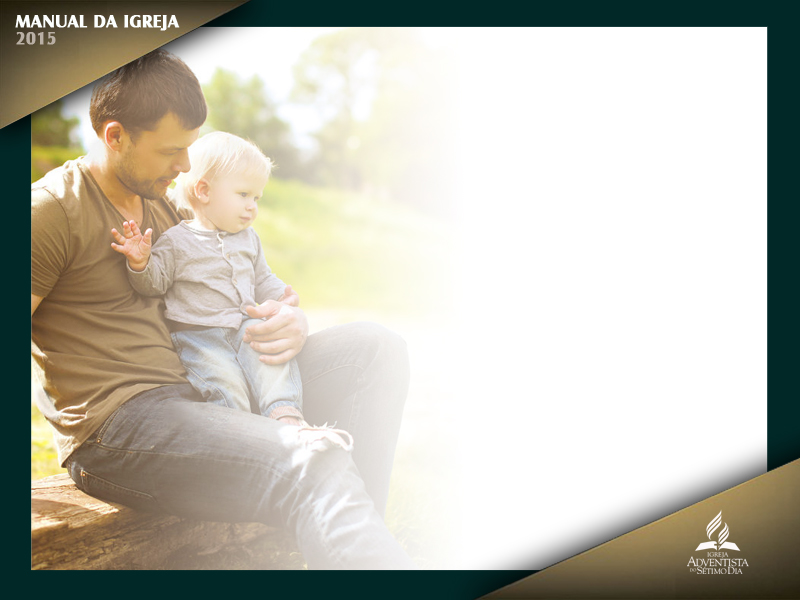 MANUAL DA IGREJA
2015
IGREJA
ADVENTISTA
DO SÉTIMO DIA